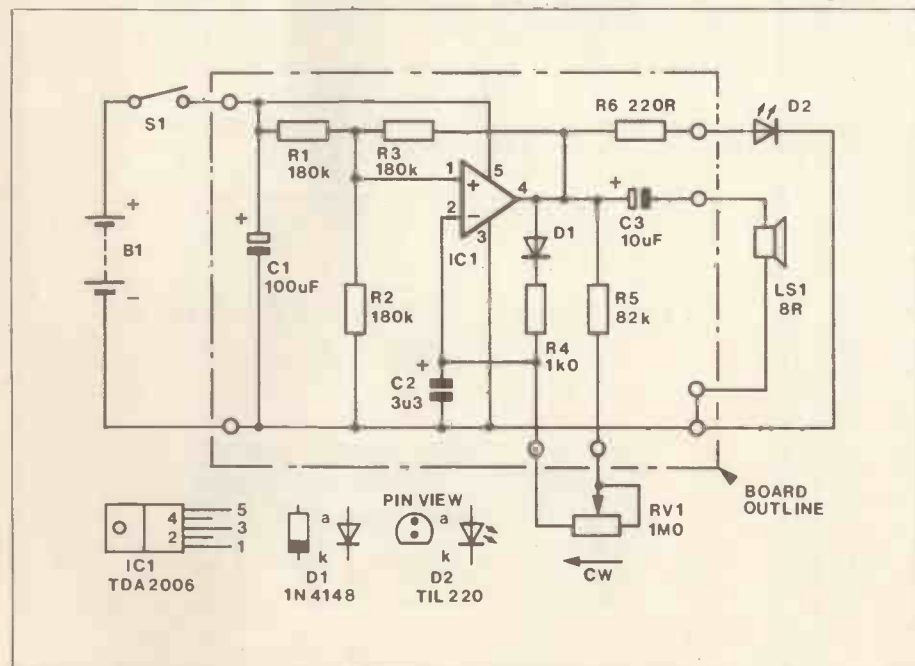 R6 220R
D2
S1
R1
180k
R3
180k
1
5
+
4
+
+
2
−
3
D1
C3
10uF
B1
+
IC1
−
C1
100uF
R2
180k
R5
82k
LS1
8R
R4
1k0
+
C2
3u3
BOARD
OUTLINE
PIN VIEW
RV1
1M0
5
4
3
2
1
a
a
k
k
CW
IC1
TDA2006
D1
1N4148
D2
TIL220